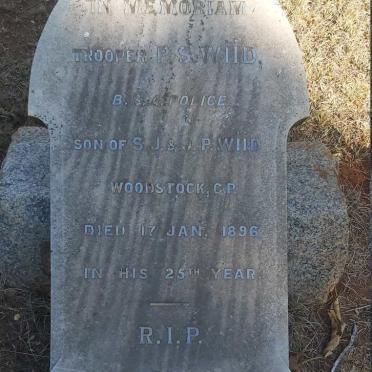 IN MEMORIAM
TROOPER P. S. WIID,
B. S. A. POLICE
SON OF S. J. & J. P. WIID
WOODSTOCK, C.P.
DIED 17 JAN. 1896
IN HIS 25TH YEAR
R.I.P.